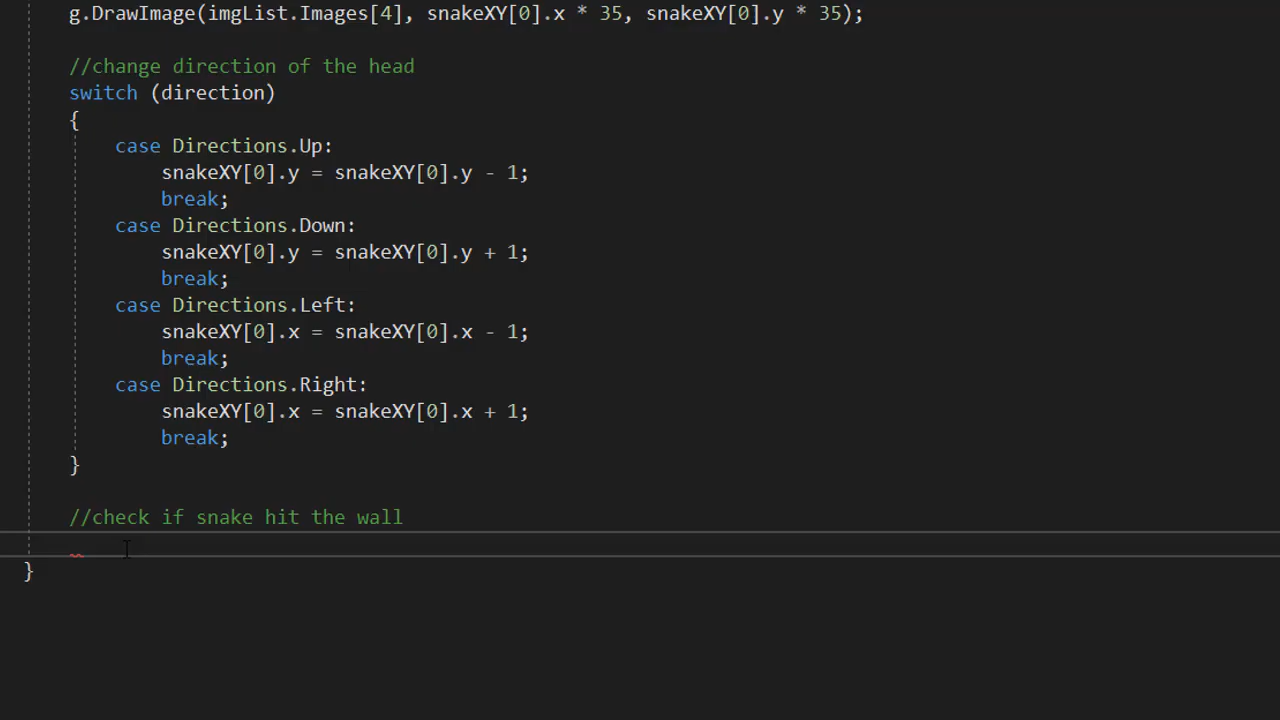 g.DrawImage(imgList.Images[4], snakeXY[0].x * 35, snakeXY[0].y * 35);
//change direction of the head
switch (direction)
{
case Directions.Up:
snakeXY[0].y = snakeXY[0].y - 1;
break;
case Directions.Down:
snakeXY[0].y = snakeXY[0].y + 1;
break;
case Directions.Left:
snakeXY[0].x = snakeXY[0].x - 1;
break;
case Directions.Right:
snakeXY[0].x = snakeXY[0].x + 1;
break;
}
//check if snake hit the wall
}